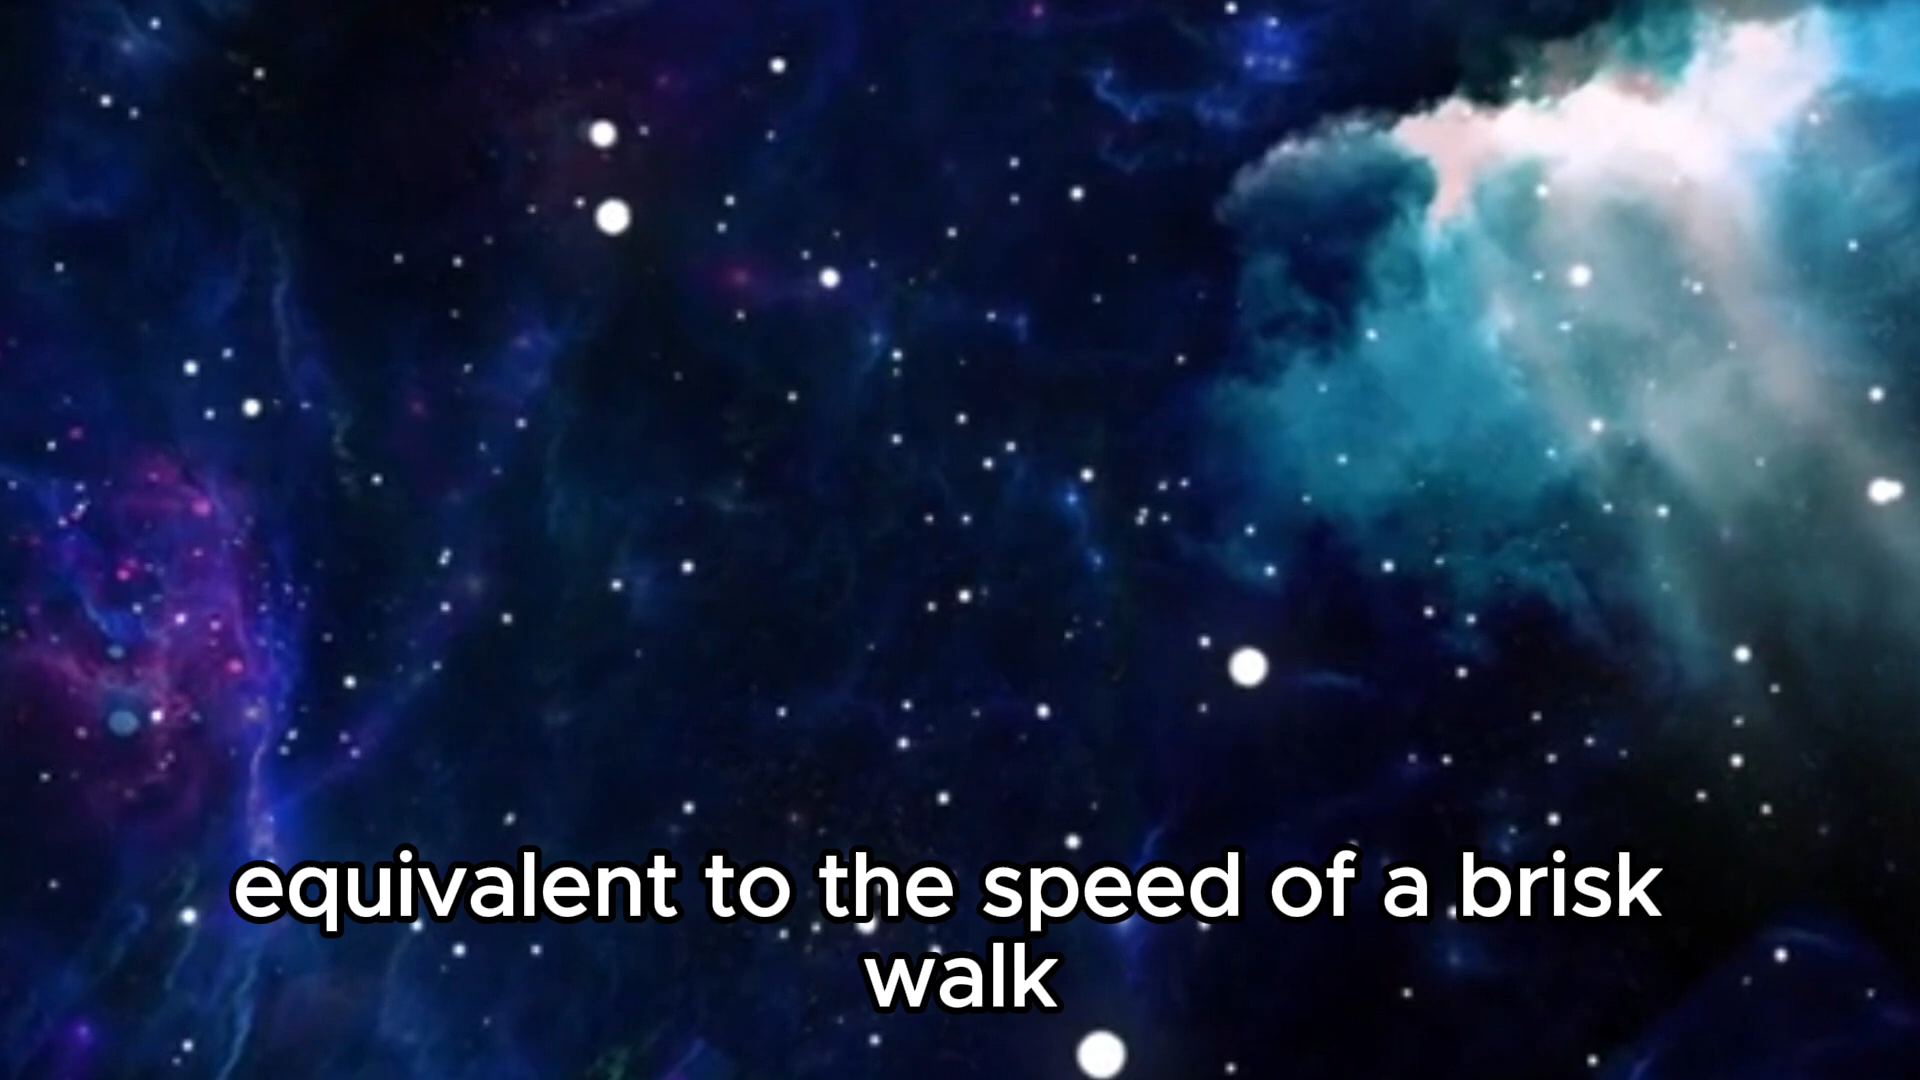 equivalent to the speed of a brisk
walk